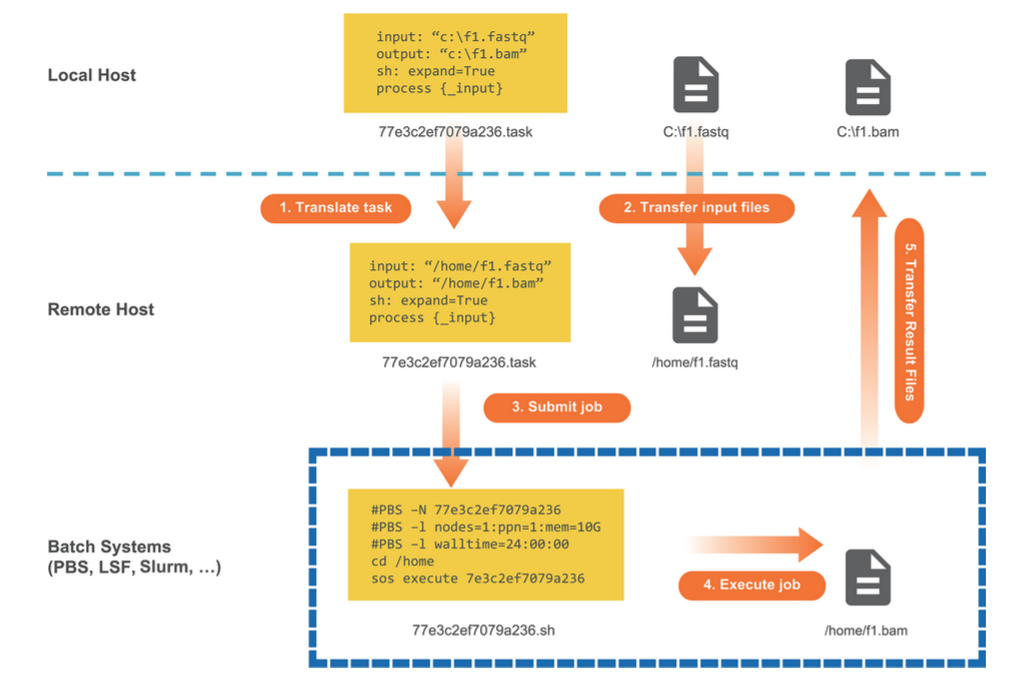 Local Host
input: “c:\f1.fastq”
output: “c:\f1.bam”
sh: expand=True
process {_input}
77e3c2ef7079a236.task
C:\f1.fastq
C:\f1.bam
1. Translate task
2. Transfer input files
5. Transfer Result Files
Remote Host
input: “/home/f1.fastq”
output: “/home/f1.bam”
sh: expand=True
process {_input}
77e3c2ef7079a236.task
/home/f1.fastq
3. Submit job
Batch Systems
(PBS, LSF, Slurm, ...)
#PBS –N 77e3c2ef7079a236
#PBS –l nodes=1:ppn=1:mem=10G
#PBS –l walltime=24:00:00
cd /home
sos execute 7e3c2ef7079a236
77e3c2ef7079a236.sh
4. Execute job
/home/f1.bam